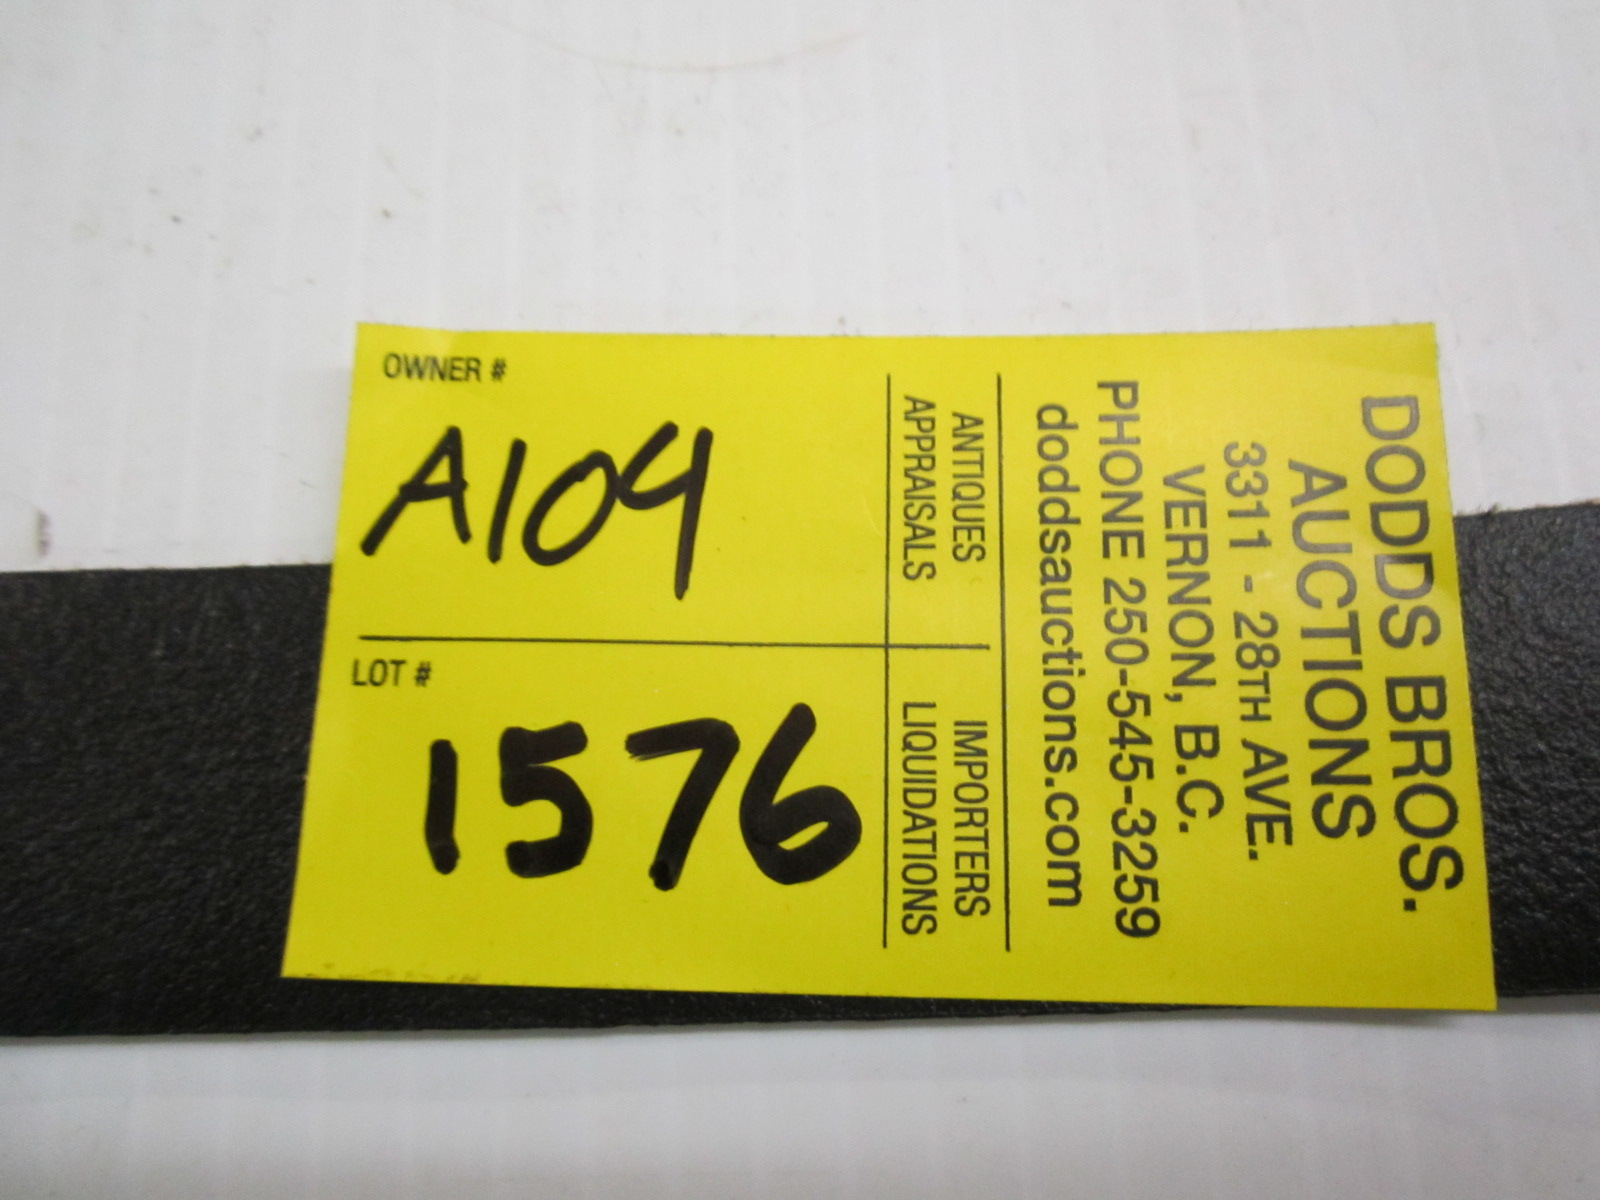 DODDS BROS.
AUCTIONS
3311 - 28TH AVE.
VERNON, B.C.
PHONE 250-545-3259
doddsauctions.com
ANTIQUES
APPRAISALS
IMPORTERS
LIQUIDATIONS
OWNER #
A104
LOT #
1576